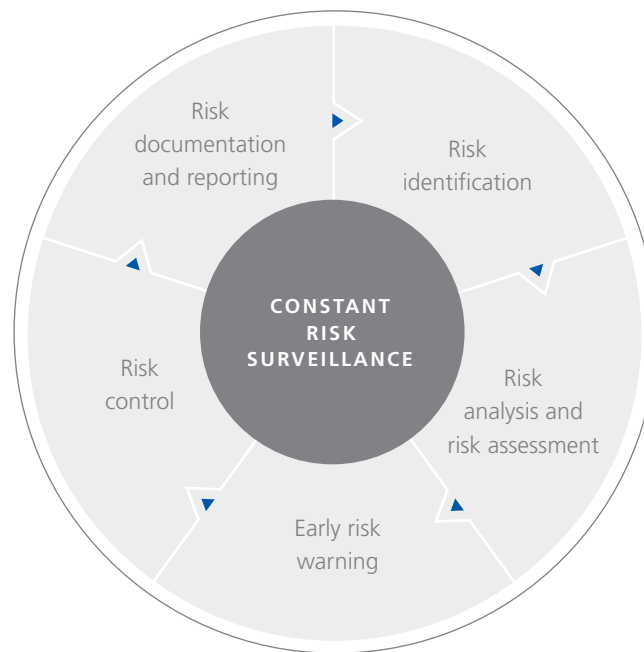 Risk
documentation
and reporting
Risk
identification
CONSTANT
RISK
SURVEILLANCE
Risk
control
Risk
analysis and
risk assessment
Early risk
warning